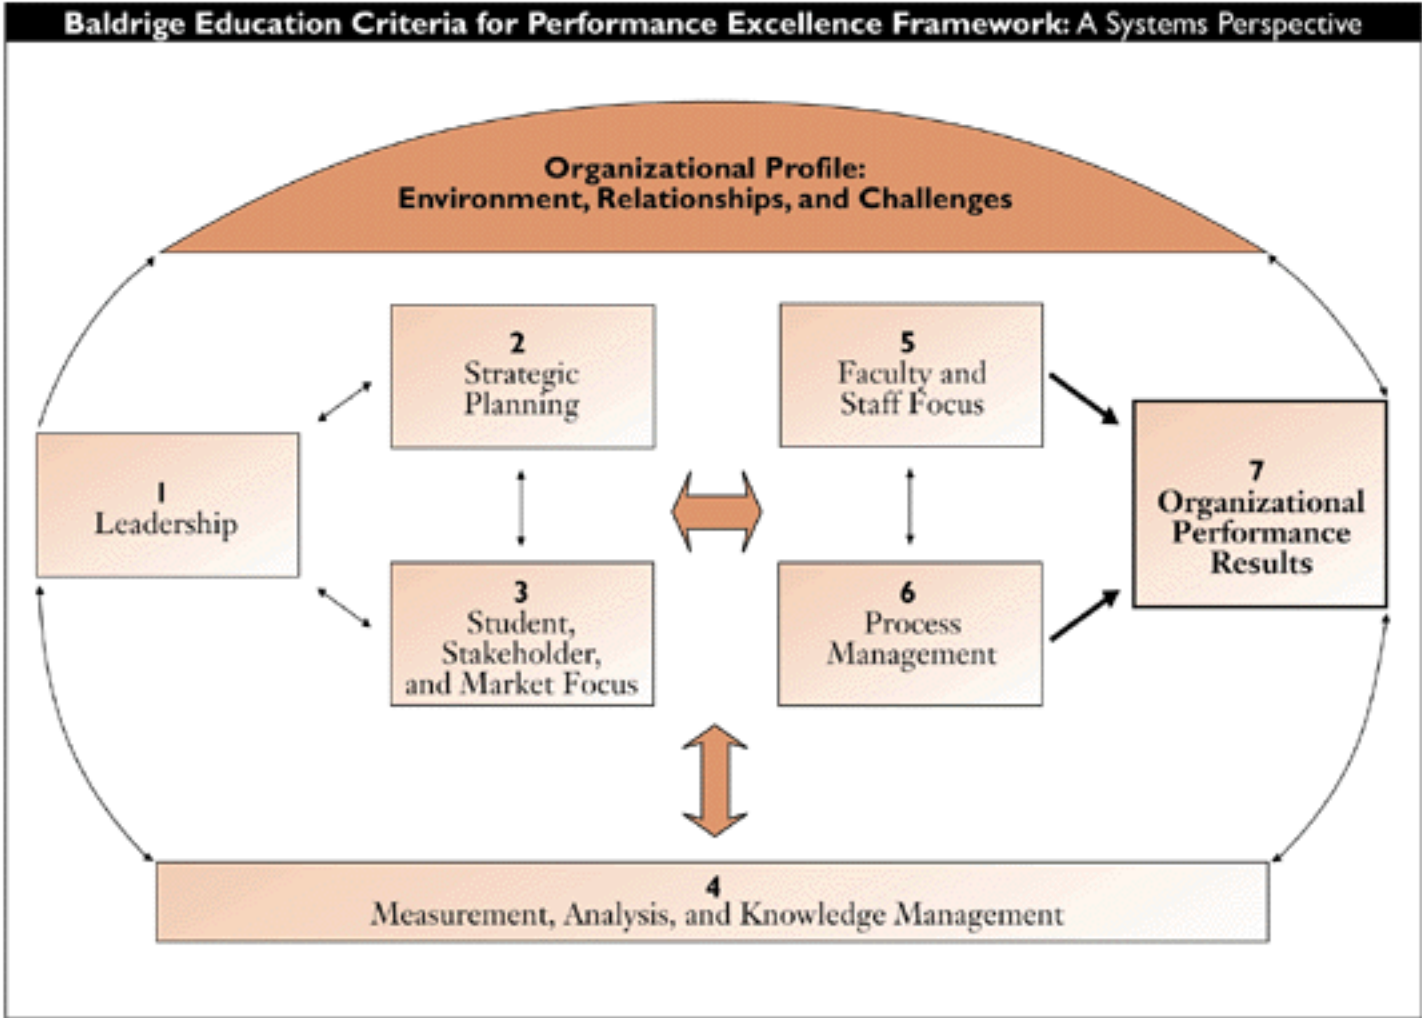 Baldrige Education Criteria for Performance Excellence Framework: A Systems Perspective
Organizational Profile:
Environment, Relationships, and Challenges
2
Strategic
Planning
5
Faculty and
Staff Focus
1
Leadership
7
Organizational
Performance
Results
3
Student,
Stakeholder,
and Market Focus
6
Process
Management
4
Measurement, Analysis, and Knowledge Management